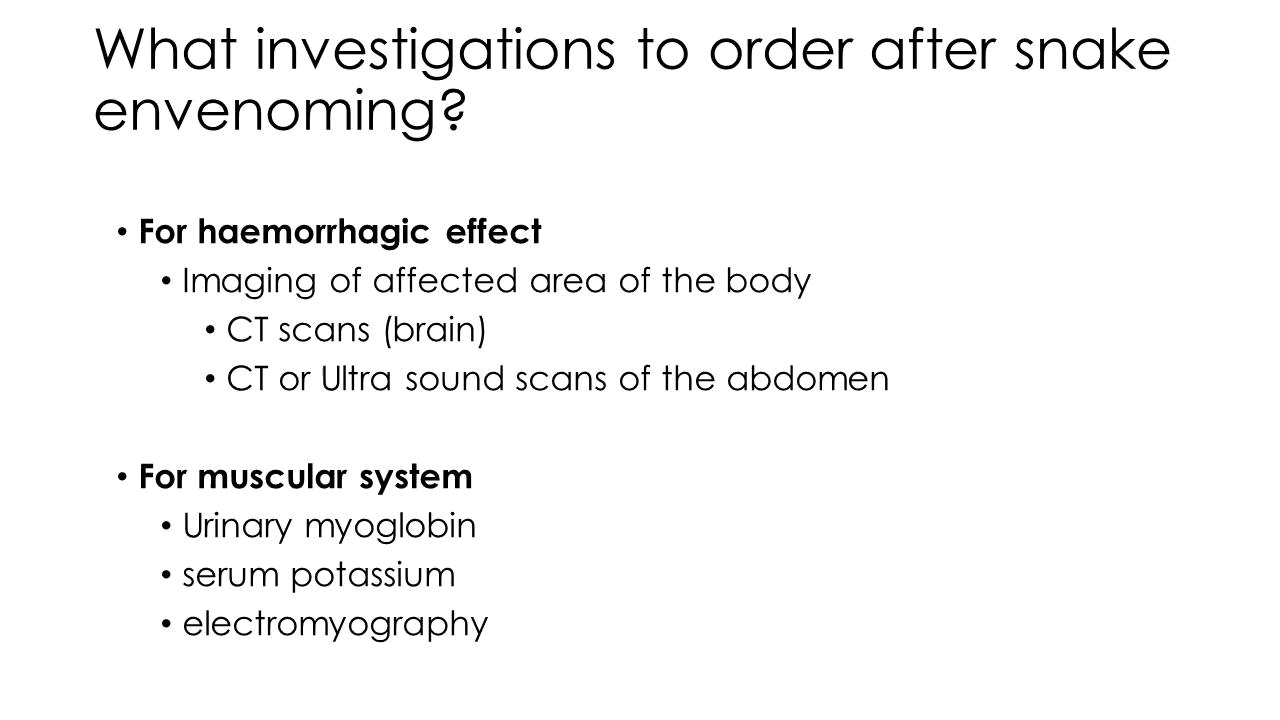 What investigations to order after snake
envenoming?
• For haemorrhagic effect
• Imaging of affected area of the body
• CT scans (brain)
• CT or Ultra sound scans of the abdomen
• For muscular system
• Urinary myoglobin
• serum potassium
• electromyography